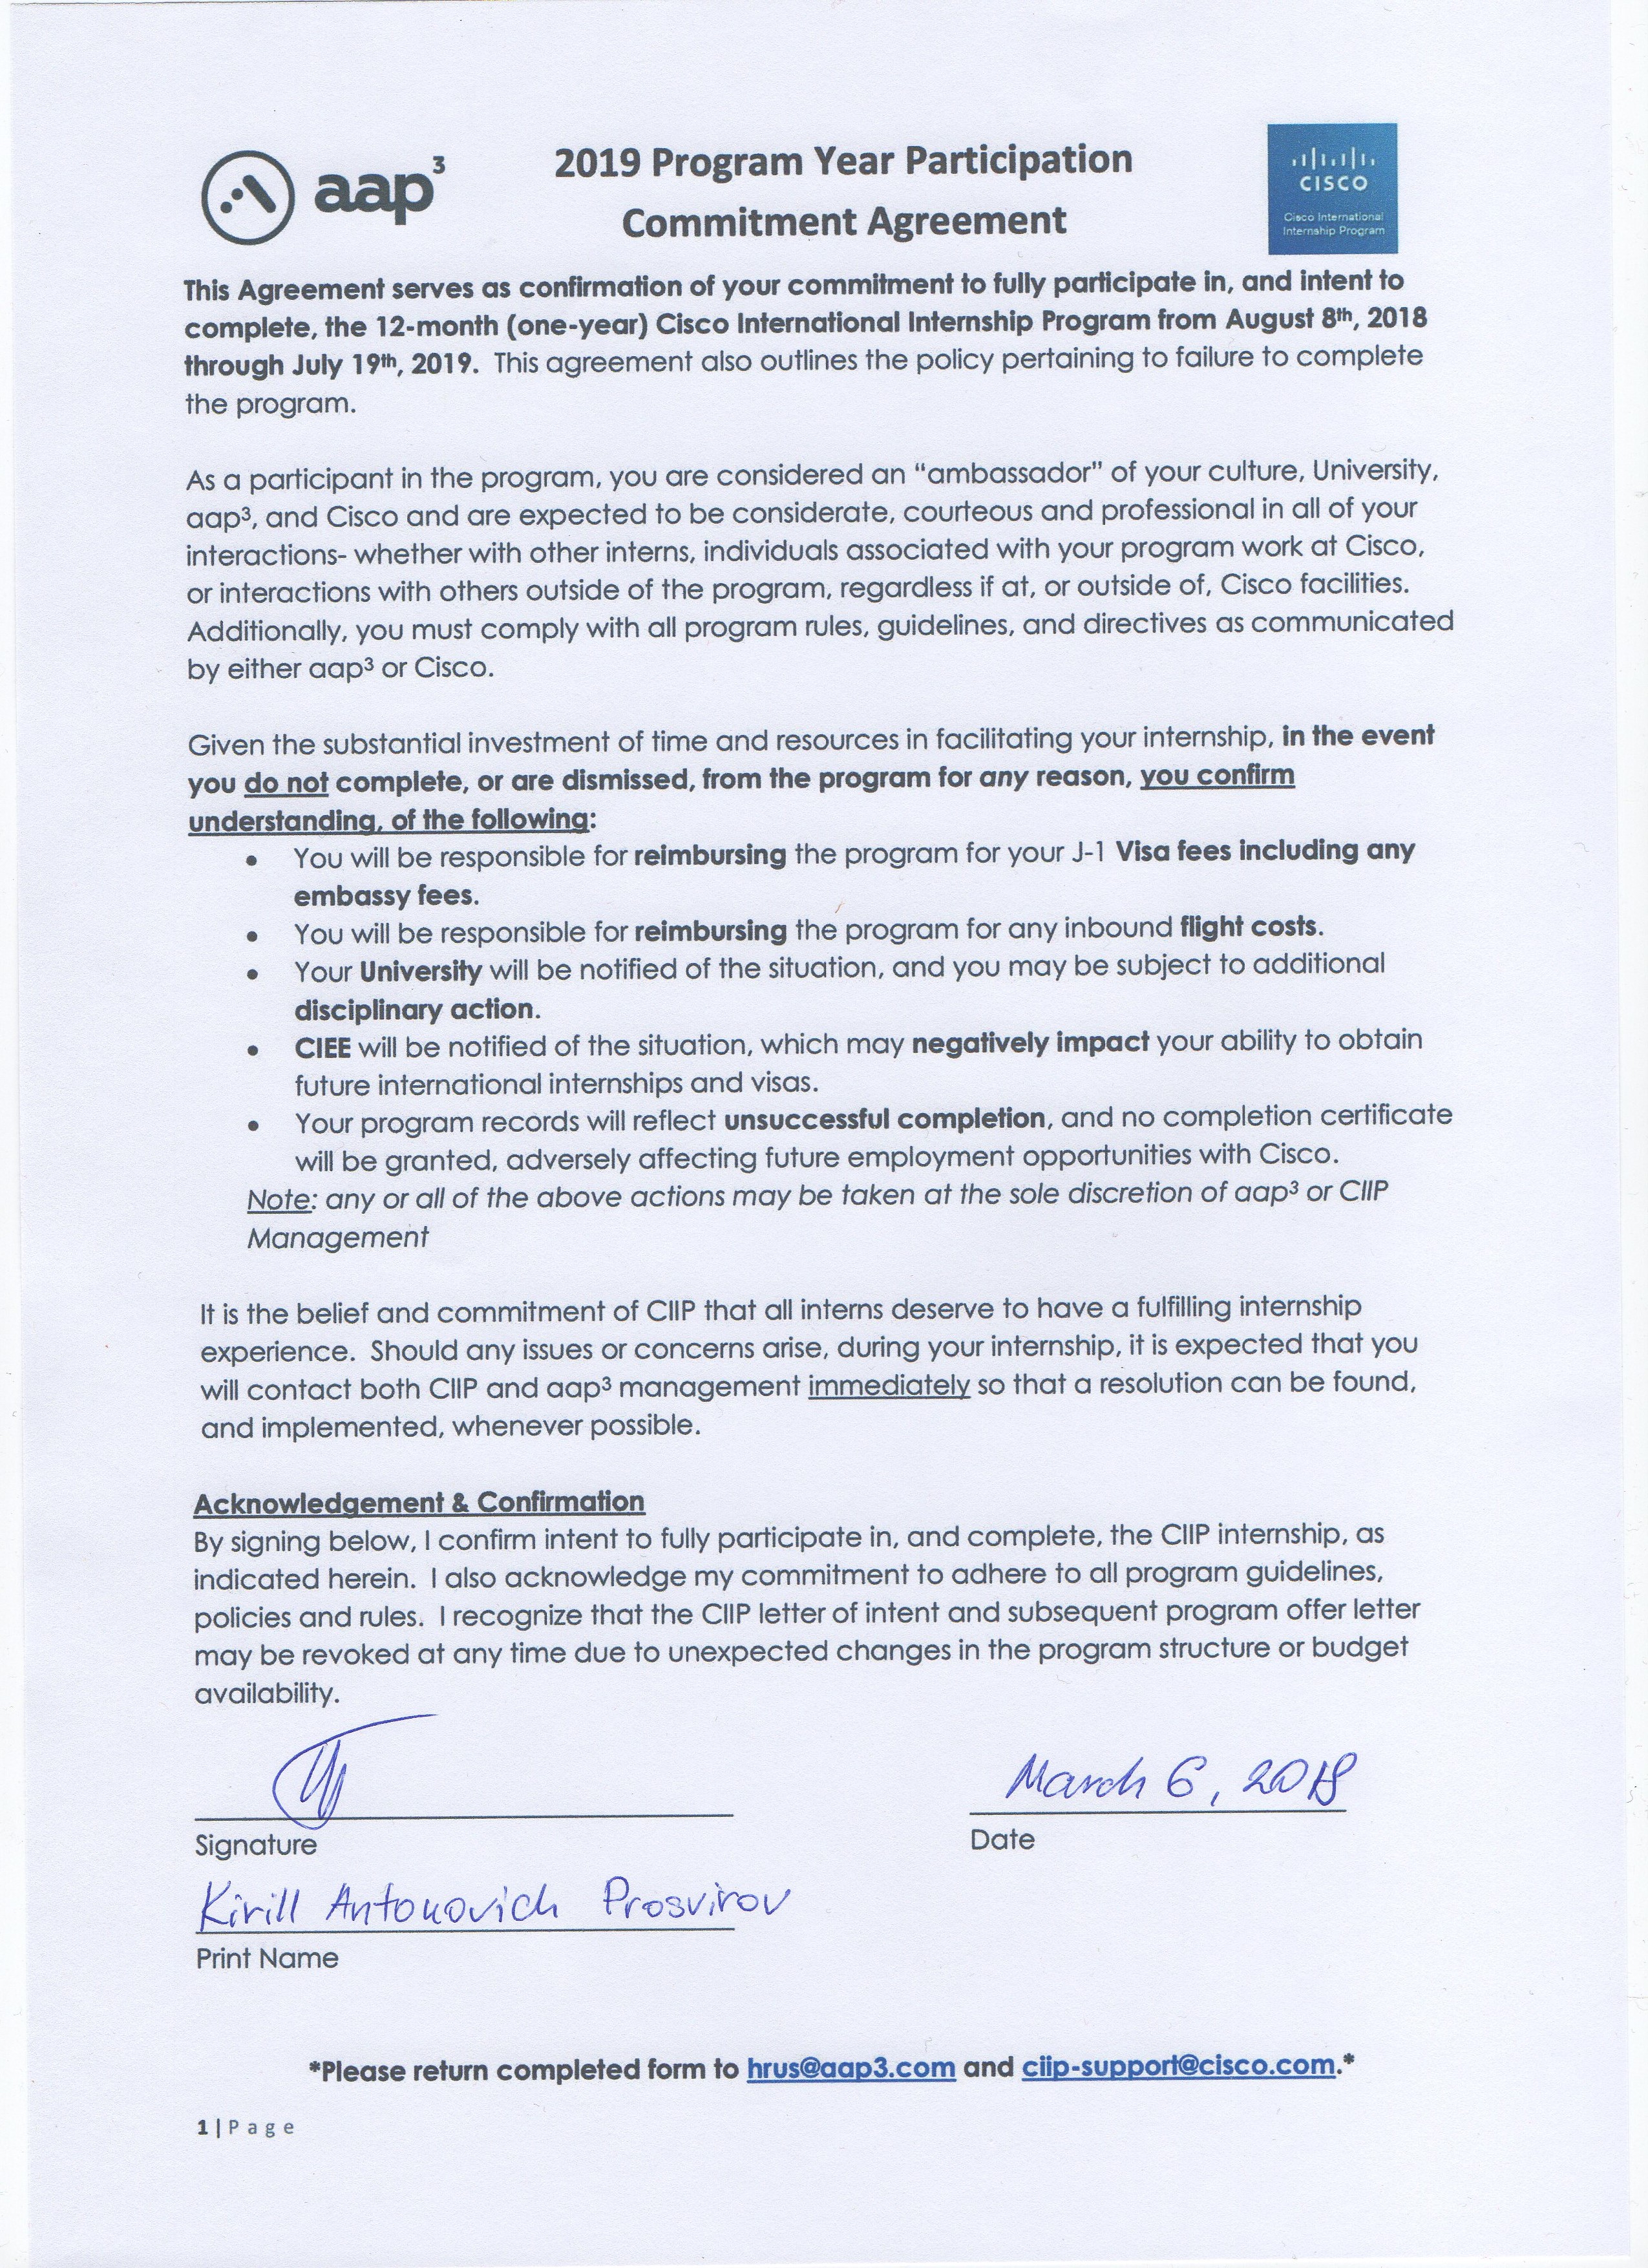 aap³
2019 Program Year Participation
Commitment Agreement
CISCO
Cisco International
Internship Program
This Agreement serves as confirmation of your commitment to fully participate in, and intent to
complete, the 12-month (one-year) Cisco International Internship Program from August 8th, 2018
through July 19th, 2019. This agreement also outlines the policy pertaining to failure to complete
the program.
As a participant in the program, you are considered an “ambassador” of your culture, University,
aap³, and Cisco and are expected to be considerate, courteous and professional in all of your
interactions- whether with other interns, individuals associated with your program work at Cisco,
or interactions with others outside of the program, regardless if at, or outside of, Cisco facilities.
Additionally, you must comply with all program rules, guidelines, and directives as communicated
by either aap³ or Cisco.
Given the substantial investment of time and resources in facilitating your internship, in the event
you do not complete, or are dismissed, from the program for any reason, you confirm
understanding, of the following:
• You will be responsible for reimbursing the program for your J-1 Visa fees including any
embassy fees.
• You will be responsible for reimbursing the program for any inbound flight costs.
• Your University will be notified of the situation, and you may be subject to additional
disciplinary action.
• CIEE will be notified of the situation, which may negatively impact your ability to obtain
future international internships and visas.
• Your program records will reflect unsuccessful completion, and no completion certificate
will be granted, adversely affecting future employment opportunities with Cisco.
Note: any or all of the above actions may be taken at the sole discretion of aap³ or CIIP
Management
It is the belief and commitment of CIIP that all interns deserve to have a fulfilling internship
experience. Should any issues or concerns arise, during your internship, it is expected that you
will contact both CIIP and aap³ management immediately so that a resolution can be found,
and implemented, whenever possible.
Acknowledgement & Confirmation
By signing below, I confirm intent to fully participate in, and complete, the CIIP internship, as
indicated herein. I also acknowledge my commitment to adhere to all program guidelines,
policies and rules. I recognize that the CIIP letter of intent and subsequent program offer letter
may be revoked at any time due to unexpected changes in the program structure or budget
availability.
March 6, 2018
Signature
Date
Kirill Antonovich Prosvirov
Print Name
*Please return completed form to hrus@aap3.com and ciip-support@cisco.com.*
1 | Page